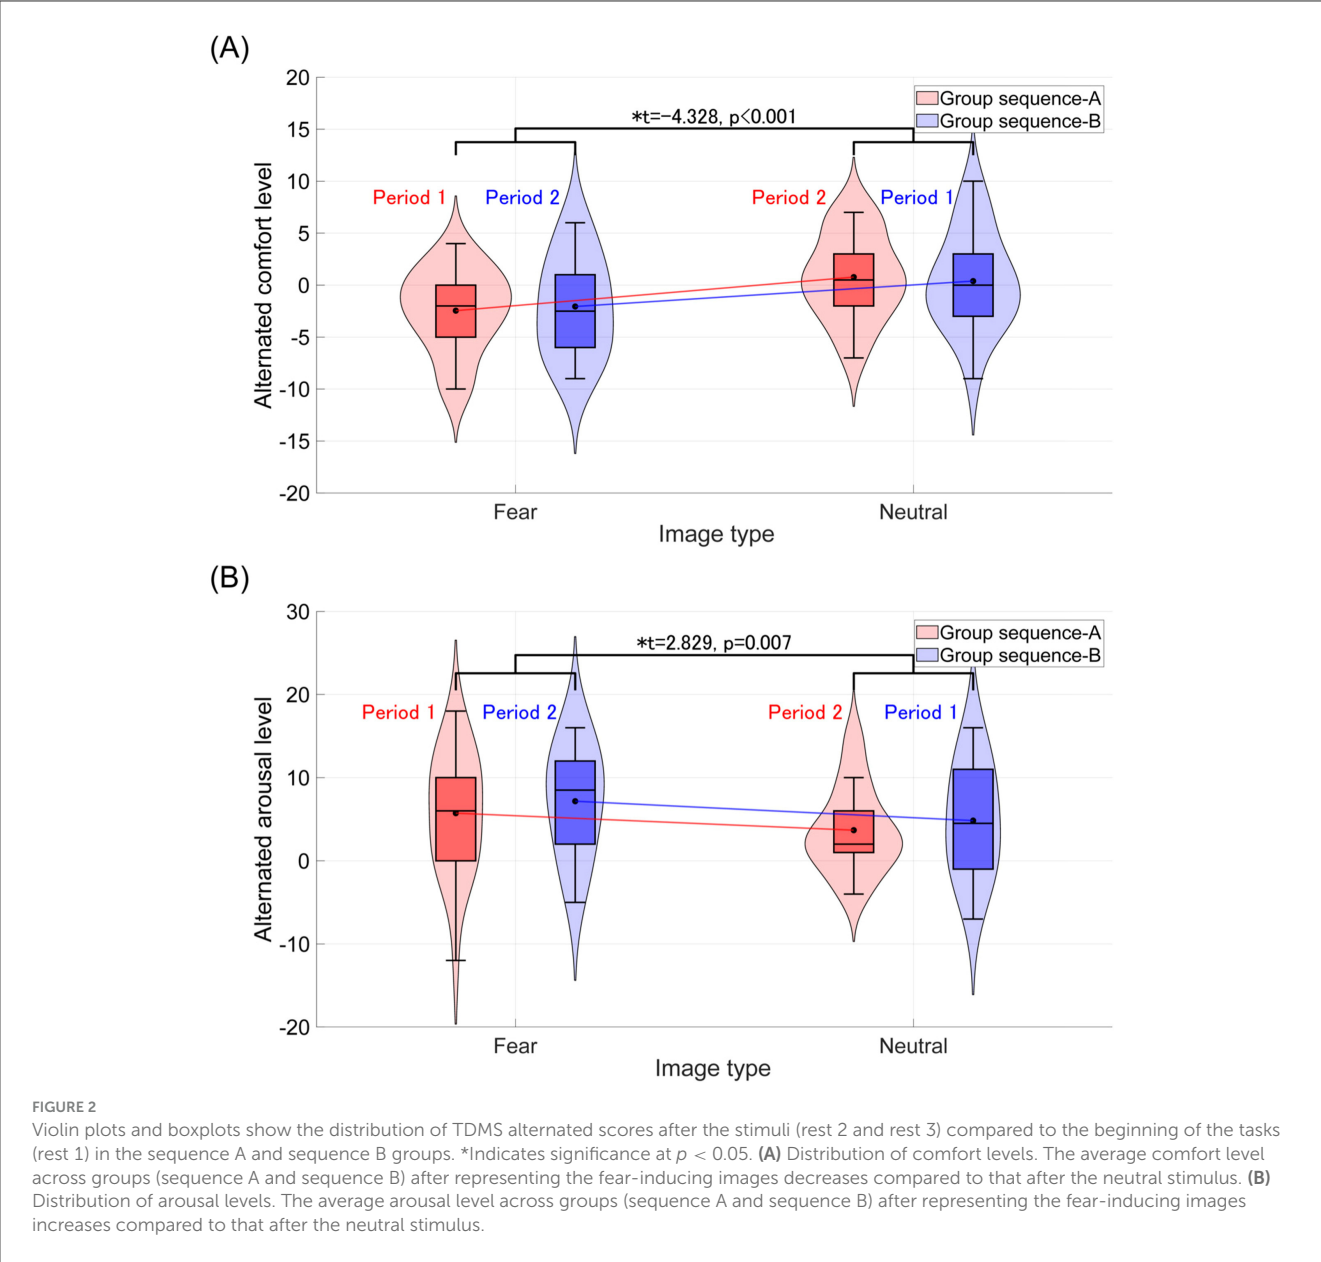 (A)
20
15
10
5
0
-5
-10
-15
-20
Alternated comfort level
*t=-4.328, p<0.001
Group sequence-A
Group sequence-B
Period 1
Period 2
Period 2
Period 1
Fear
Neutral
Image type
(B)
30
20
10
0
-10
-20
Alternated arousal level
*t=2.829, p=0.007
Group sequence-A
Group sequence-B
Period 1
Period 2
Period 2
Period 1
Fear
Neutral
Image type
FIGURE 2
Violin plots and boxplots show the distribution of TDMS alternated scores after the stimuli (rest 2 and rest 3) compared to the beginning of the tasks
(rest 1) in the sequence A and sequence B groups. *Indicates significance at p < 0.05. (A) Distribution of comfort levels. The average comfort level
across groups (sequence A and sequence B) after representing the fear-inducing images decreases compared to that after the neutral stimulus. (B)
Distribution of arousal levels. The average arousal level across groups (sequence A and sequence B) after representing the fear-inducing images
increases compared to that after the neutral stimulus.